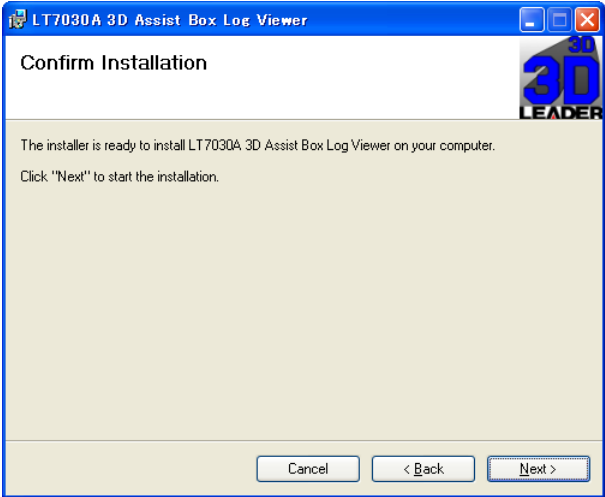 LT7030A 3D Assist Box Log Viewer
Confirm Installation
3D
3D
LEADER
The installer is ready to install LT7030A 3D Assist Box Log Viewer on your computer.
Click "Next" to start the installation.
Cancel
< Back
Next >